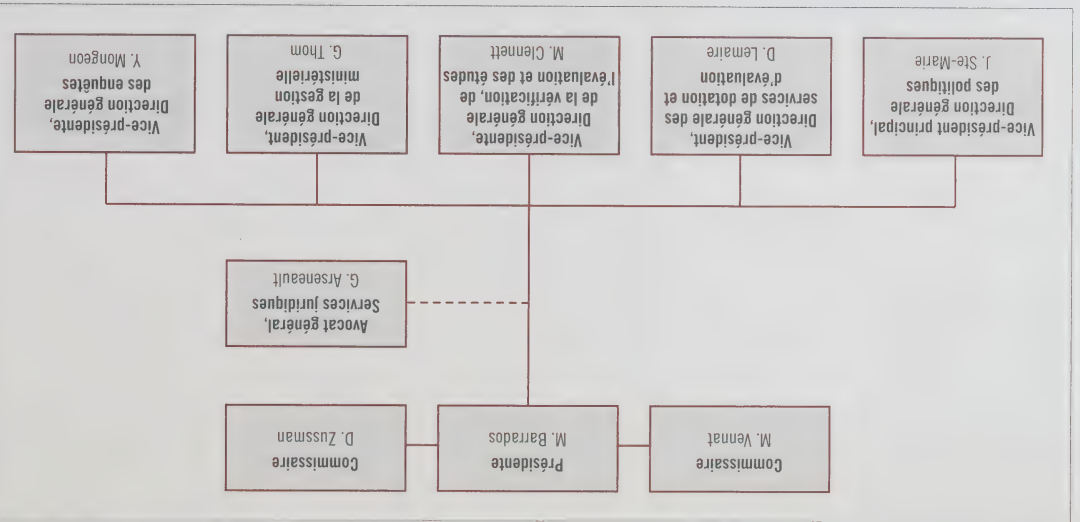 Commissaire
M. Vennat
Présidente
M. Barrados
Commissaire
D. Zussman
Avocat général,
Services juridiques
G. Arseneault
Vice-président principal,
Direction générale
des politiques
J. Ste-Marie
Vice-président,
Direction générale des
services de dotation et
d'évaluation
D. Lemaire
Vice-présidente,
Direction générale
de la vérification, de
l'évaluation et des études
M. Clennett
Vice-président,
Direction générale
de la gestion
ministérielle
G. Thom
Vice-présidente,
Direction générale
des enquêtes
Y. Mongeon